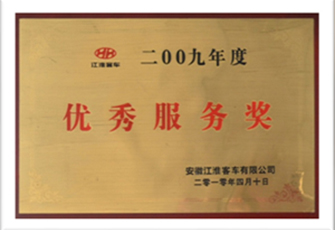 江淮客车
二00九年度
优秀服务奖
安徽江淮客车有限公司
二零一零年四月十日